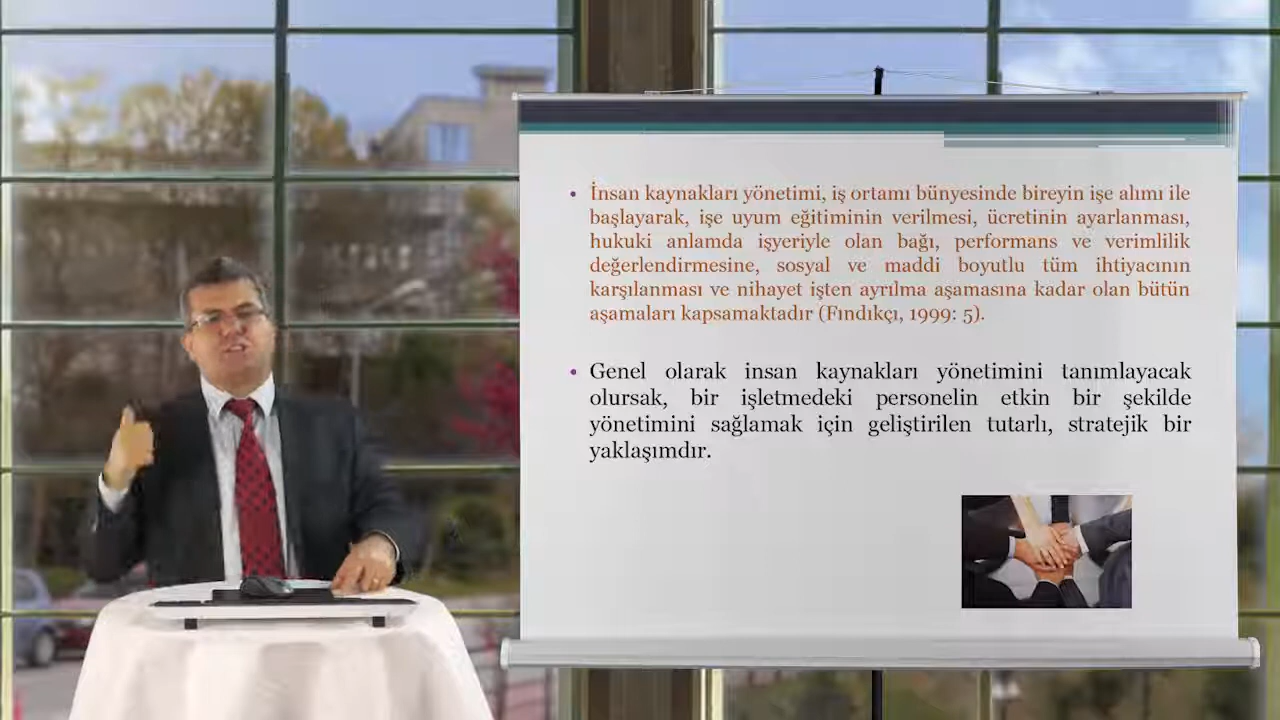 • İnsan kaynakları yönetimi, iş ortamı bünyesinde bireyin işe alımı ile
başlayarak, işe uyum eğitiminin verilmesi, ücretinin ayarlanması,
hukuki anlamda işyeriyle olan bağı, performans ve verimlilik
değerlendirmesine, sosyal ve maddi boyutlu tüm ihtiyacının
karşılanması ve nihayet işten ayrılma aşamasına kadar olan bütün
aşamaları kapsamaktadır (Fındıkçı, 1999: 5).
• Genel olarak insan kaynakları yönetimini tanımlayacak
olursak, bir işletmedeki personelin etkin bir şekilde
yönetimini sağlamak için geliştirilen tutarlı, stratejik bir
yaklaşımdır.